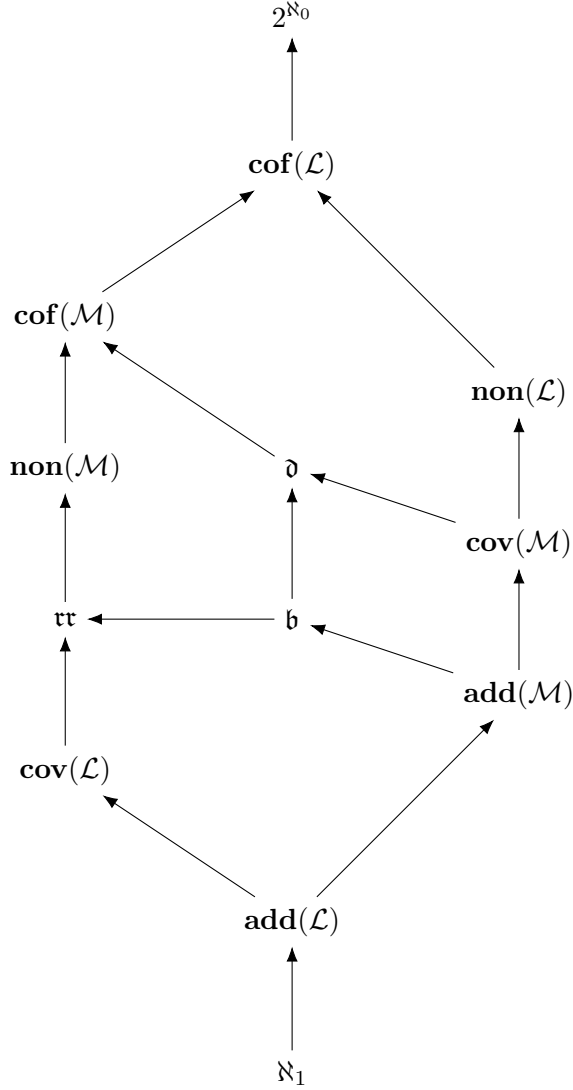 2^{ℵ₀}
cof(ℒ)
cof(ℳ)
non(ℒ)
non(ℳ)
𝔡
cov(ℳ)
𝔯𝔯
𝔟
add(ℳ)
cov(ℒ)
add(ℒ)
ℵ₁